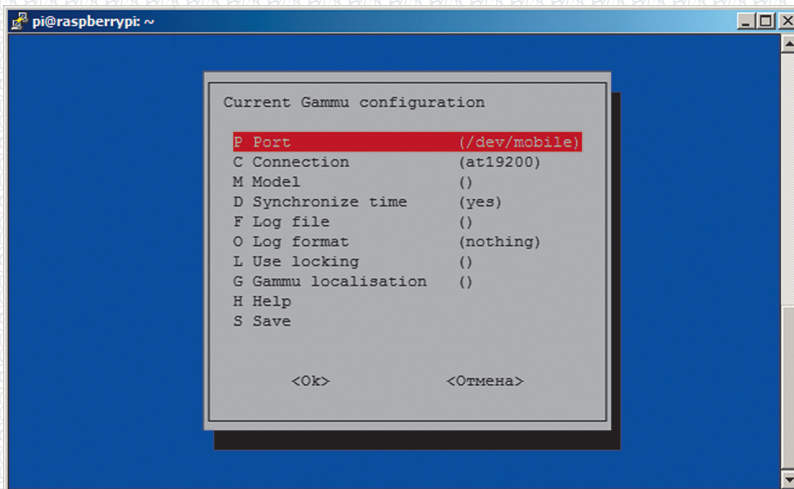 pi@raspberrypi: ~
Current Gammu configuration
P Port (/dev/mobile)
C Connection (at19200)
M Model ()
D Synchronize time (yes)
F Log file ()
O Log format (nothing)
L Use locking ()
G Gammu localisation ()
H Help
S Save
<Ok> <Отмена>